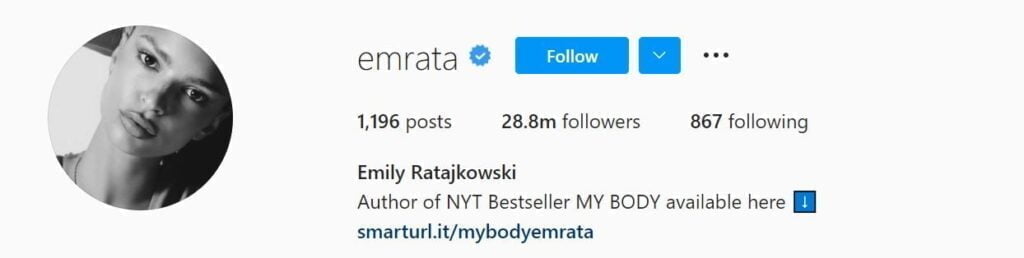 emrata Follow
1,196 posts 28.8m followers 867 following
Emily Ratajkowski
Author of NYT Bestseller MY BODY available here ⬇️
smarturl.it/mybodyemrata